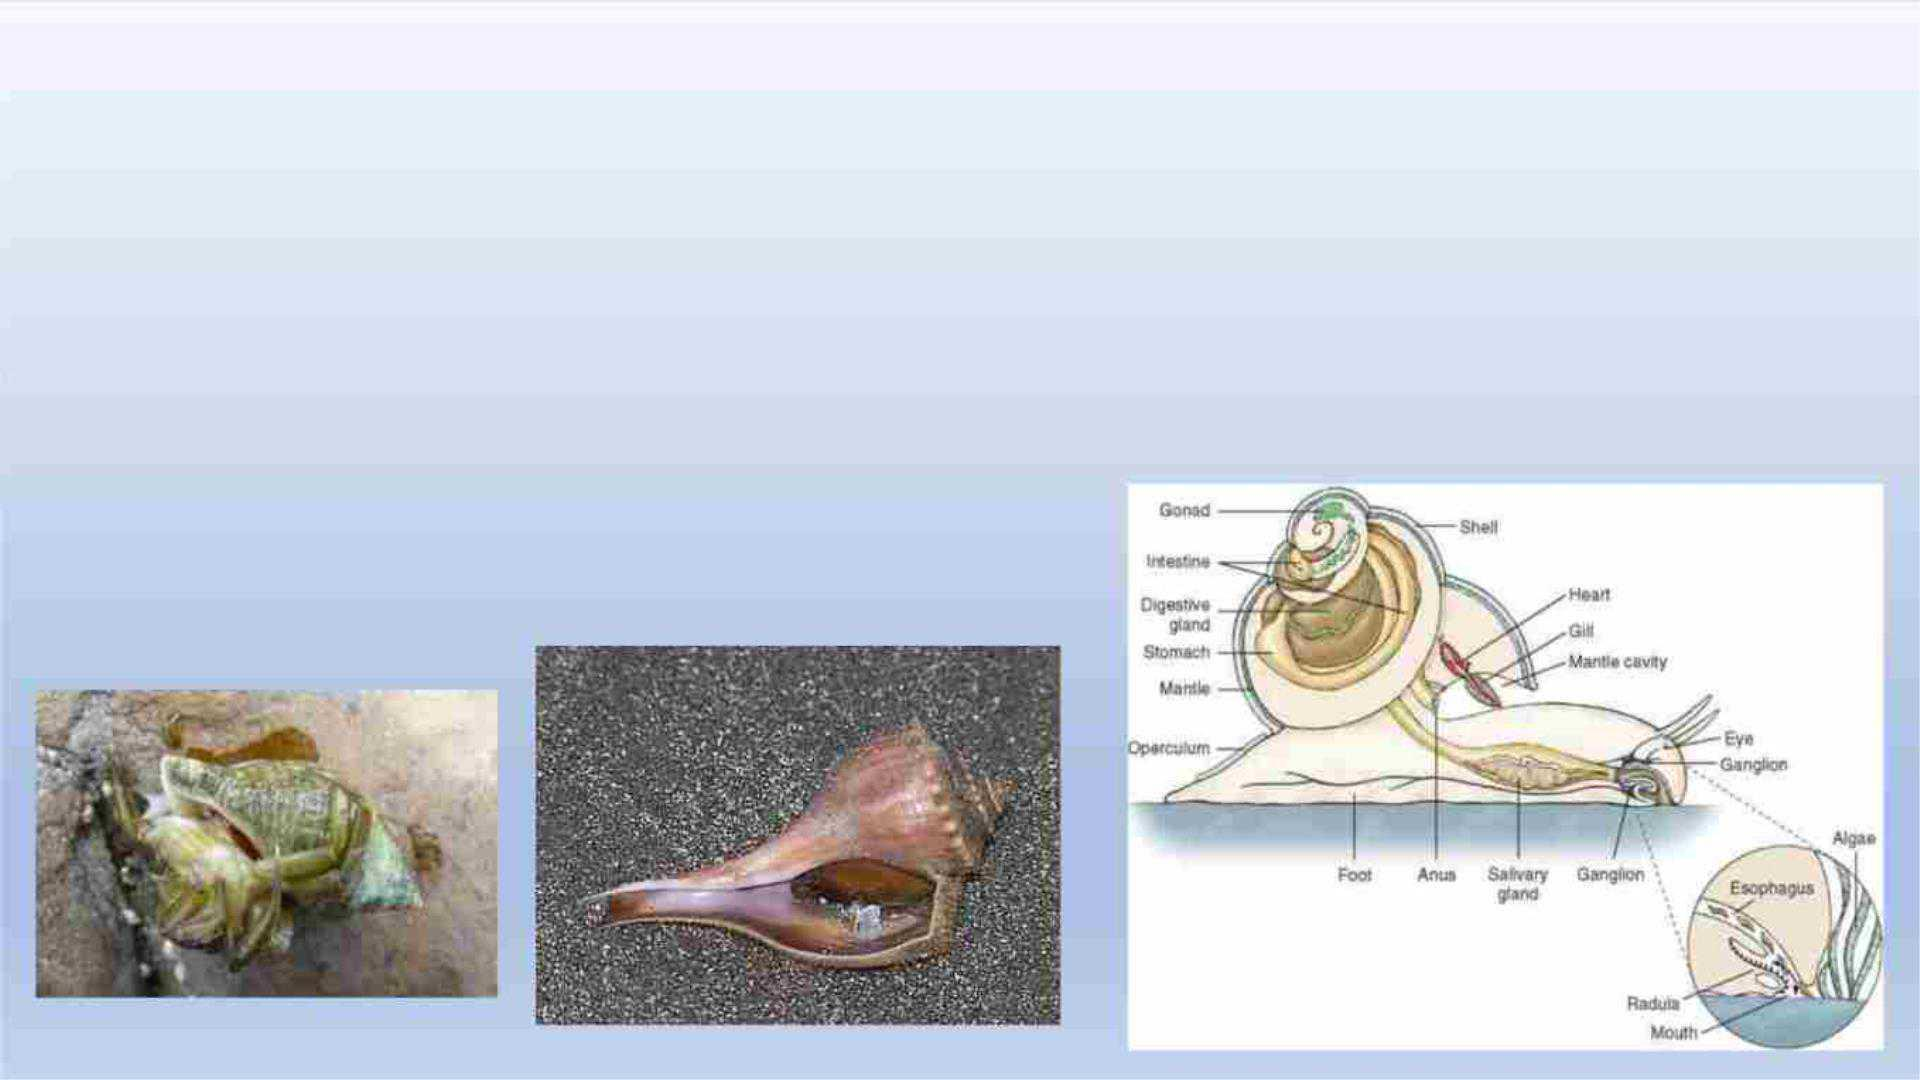 Gonad
Shell
Intestine
Heart
Digestive
gland
Gill
Stomach
Mantle cavity
Mantle
Operculum
Eye
Ganglion
Algae
Foot
Anus
Salivary
gland
Ganglion
Esophagus
Radula
Mouth